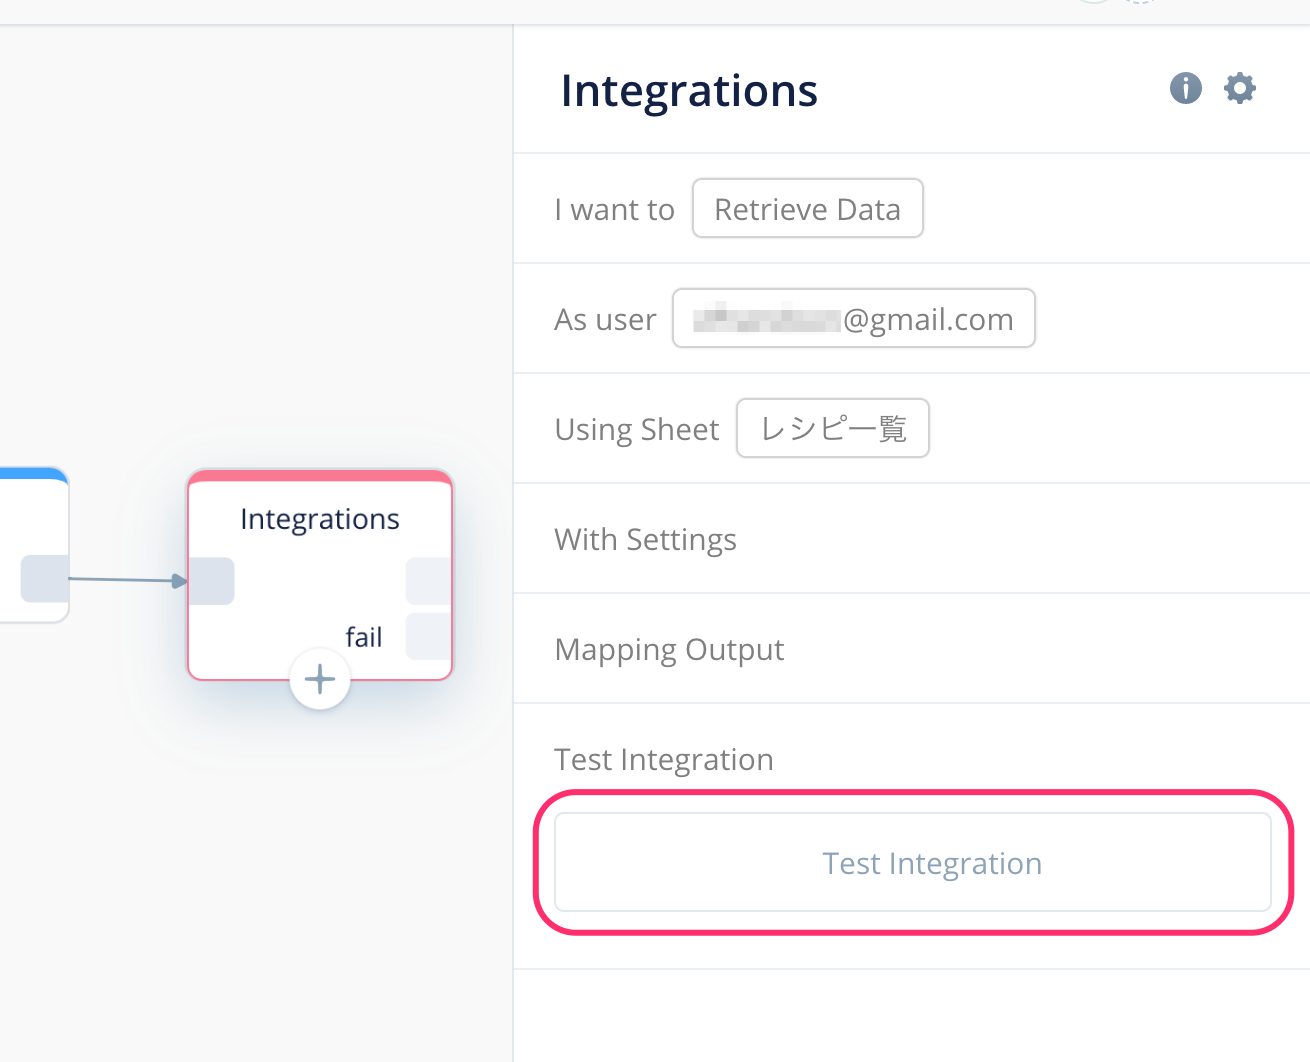 Integrations
I want to Retrieve Data
As user @gmail.com
Using Sheet レシピ一覧
Integrations
With Settings
fail
Mapping Output
Test Integration
Test Integration